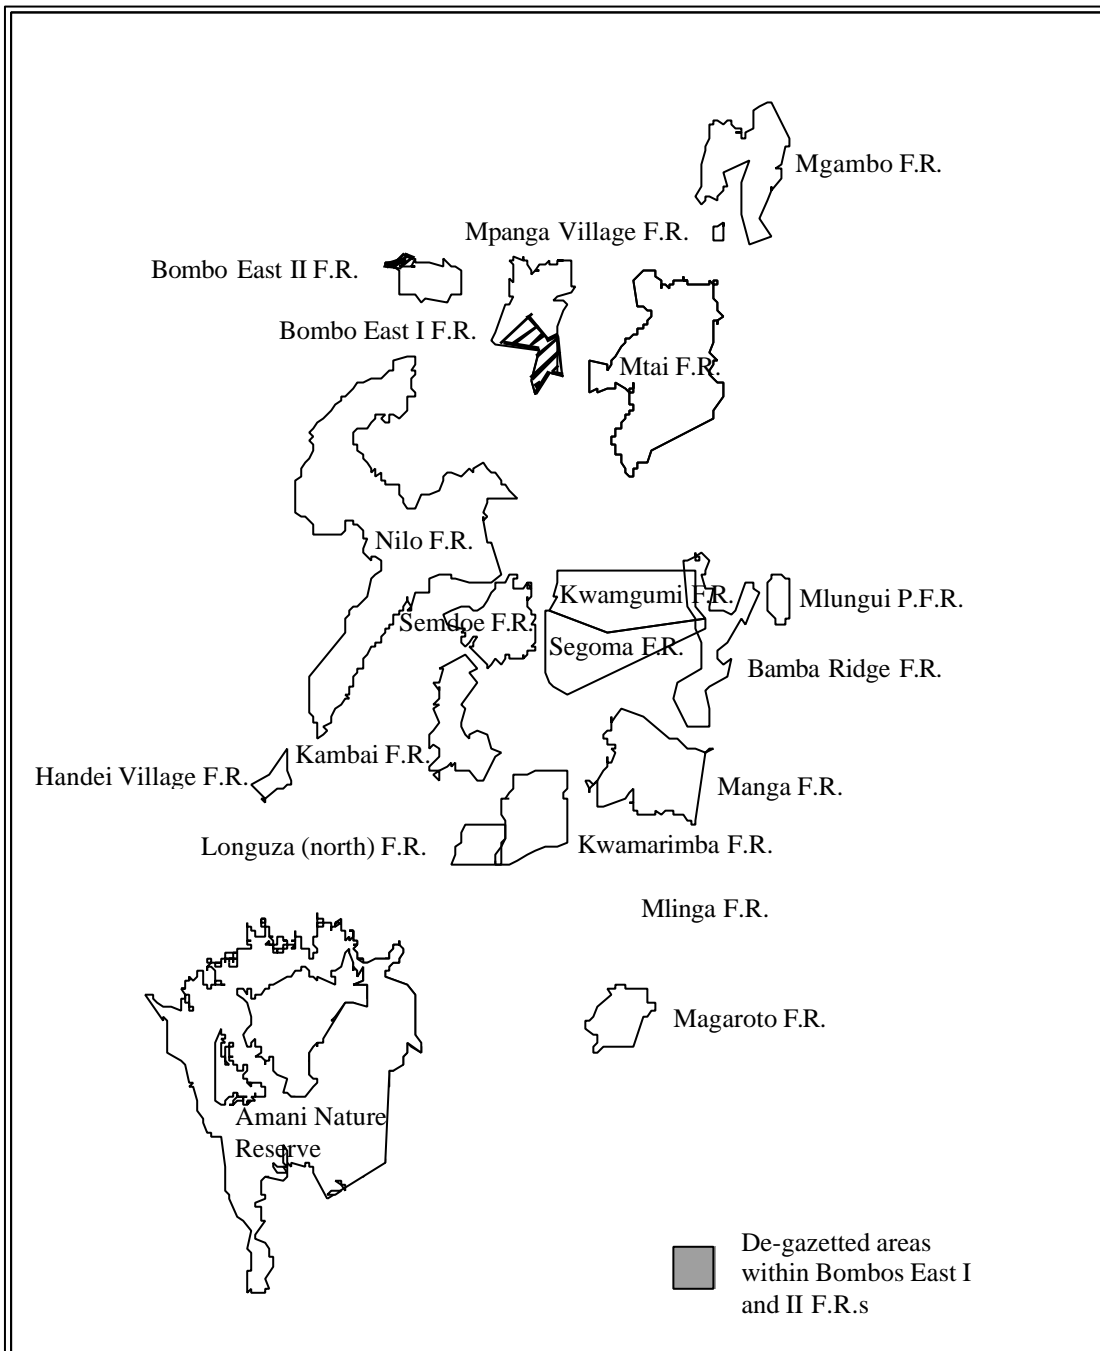 Mgambo F.R.
Mpanga Village F.R.
Bombo East II F.R.
Bombo East I F.R.
Mtai F.R.
Nilo F.R.
Kwamgumi F.R.
Mlungui P.F.R.
Semdoe F.R.
Segoma F.R.
Bamba Ridge F.R.
Kambai F.R.
Handei Village F.R.
Manga F.R.
Longuza (north) F.R.
Kwamarimba F.R.
Mlinga F.R.
Magaroto F.R.
Amani Nature
Reserve
De-gazetted areas
within Bombos East I
and II F.R.s